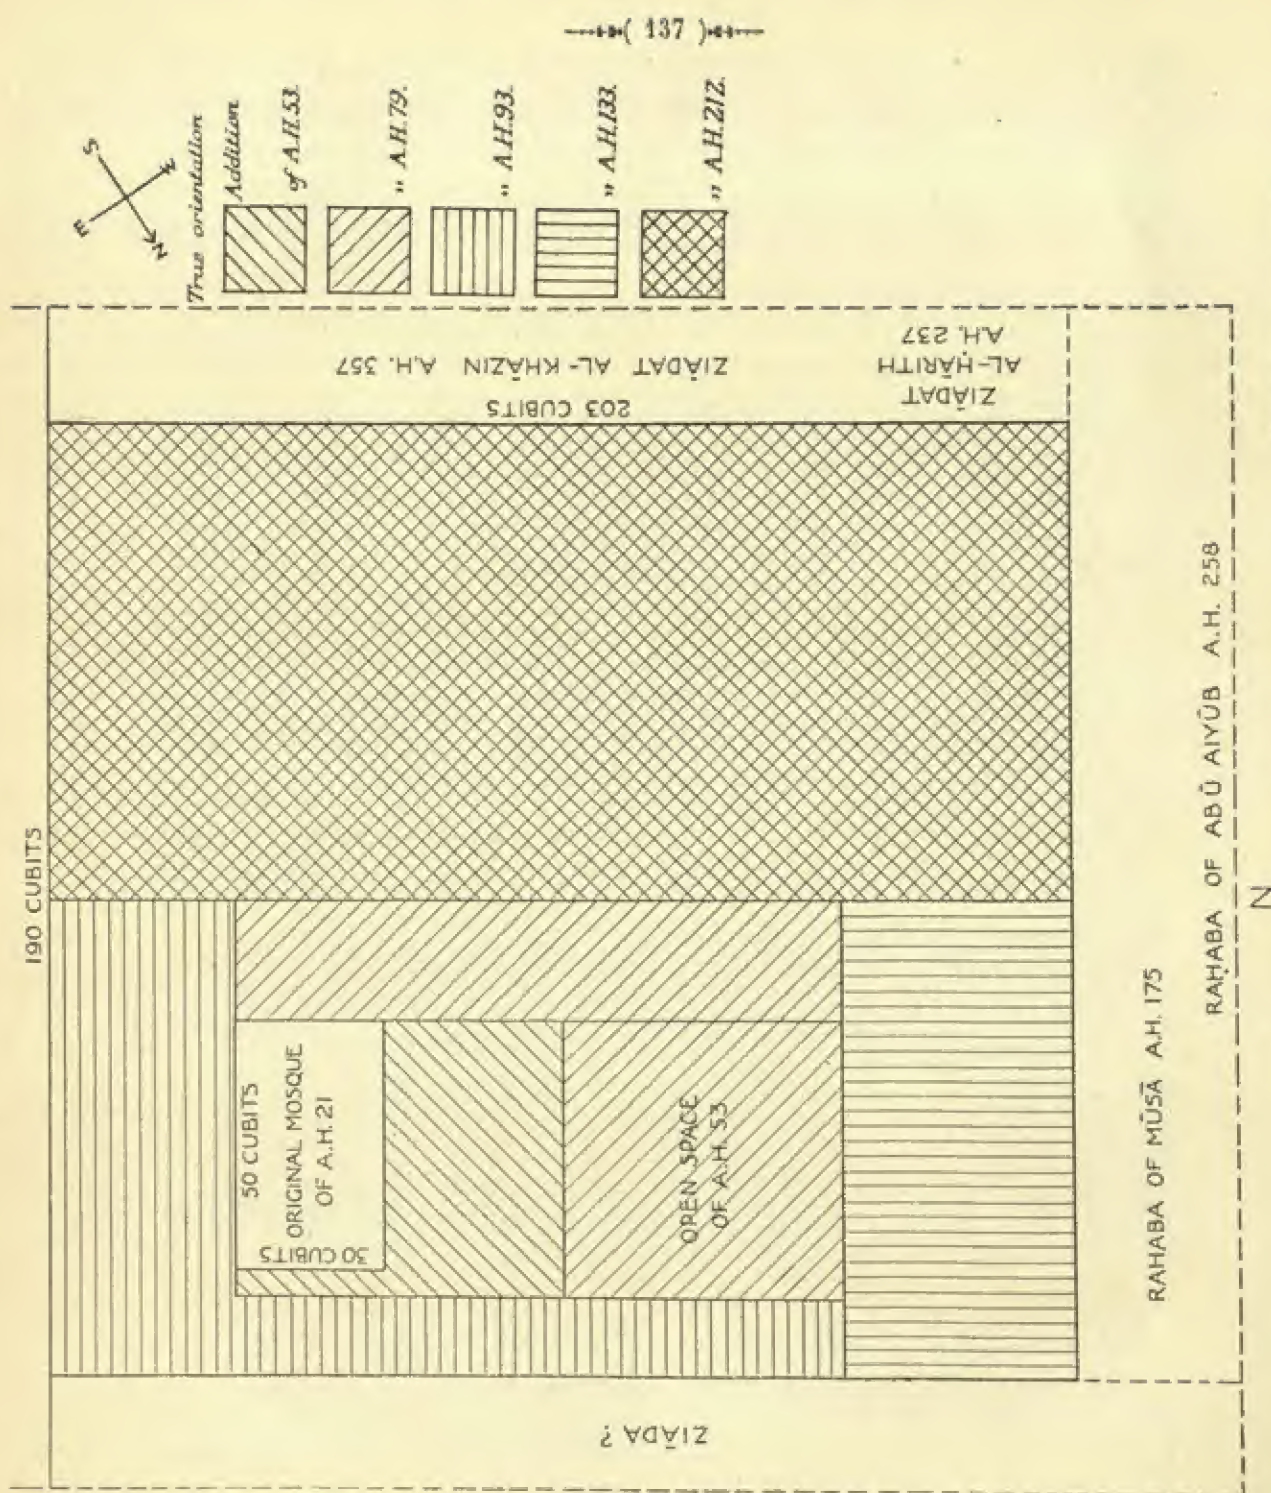 ( 137 )
S
E
W
N
True orientation
Addition
of A.H.53.
" A.H.79.
" A.H.93.
" A.H.133.
" A.H.212.
190 CUBITS
ZIĀDAT AL-KHĀZIN A.H. 357
203 CUBITS
ZIĀDAT
AL-ḤĀRITH
A.H. 237
50 CUBITS
ORIGINAL MOSQUE
OF A.H. 21
30 CUBITS
OPEN SPACE
OF A.H. 53
RAHABA OF MŪSĀ A.H. 175
RAḤABA OF ABŪ AIYŪB A.H. 258
N
ZIĀDA ?